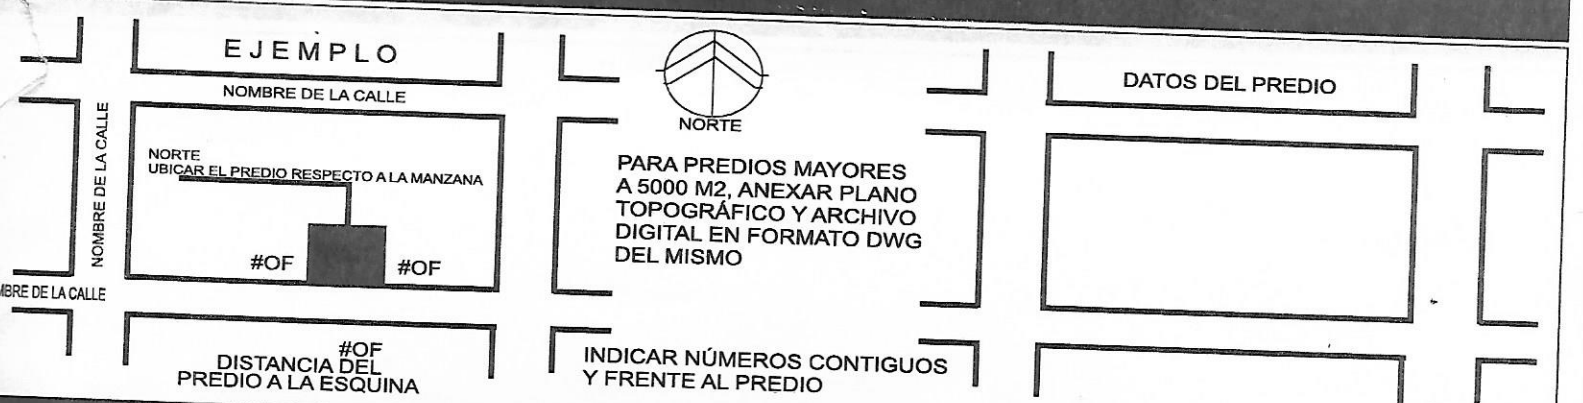 EJEMPLO
NOMBRE DE LA CALLE
NOMBRE DE LA CALLE
NORTE
UBICAR EL PREDIO RESPECTO A LA MANZANA
#OF
#OF
MBRE DE LA CALLE
#OF
DISTANCIA DEL
PREDIO A LA ESQUINA
NORTE
PARA PREDIOS MAYORES
A 5000 M2, ANEXAR PLANO
TOPOGRÁFICO Y ARCHIVO
DIGITAL EN FORMATO DWG
DEL MISMO
INDICAR NÚMEROS CONTIGUOS
Y FRENTE AL PREDIO
DATOS DEL PREDIO